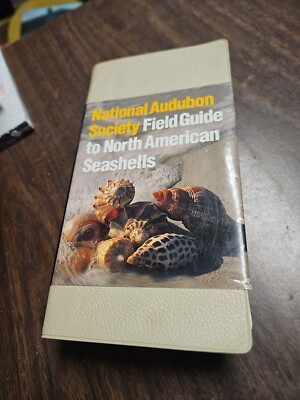 National Audubon
Society Field Guide
to North American
Seashells